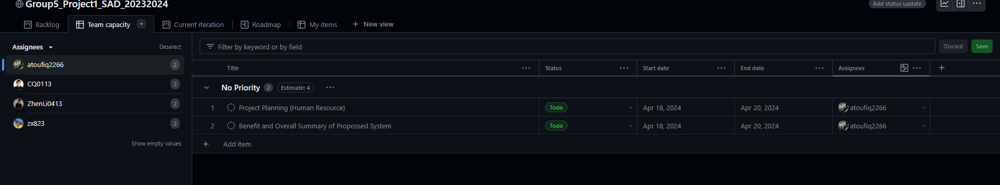 Group5_Project1_SAD_20232024
Add status update
Backlog
Team capacity
Current iteration
Roadmap
My items
New view
Assignees
Deselect
Filter by keyword or by field
Discard
Save
atoufiq2266 2
CQ0113 2
ZhenLi0413 2
zx823 2
Show empty values
Title Status Start date End date Assignees
No Priority 2 Estimate: 4
1 Project Planning (Human Resource) Todo Apr 18, 2024 Apr 20, 2024 atoufiq2266
2 Benefit and Overall Summary of Propossed System Todo Apr 18, 2024 Apr 20, 2024 atoufiq2266
Add item